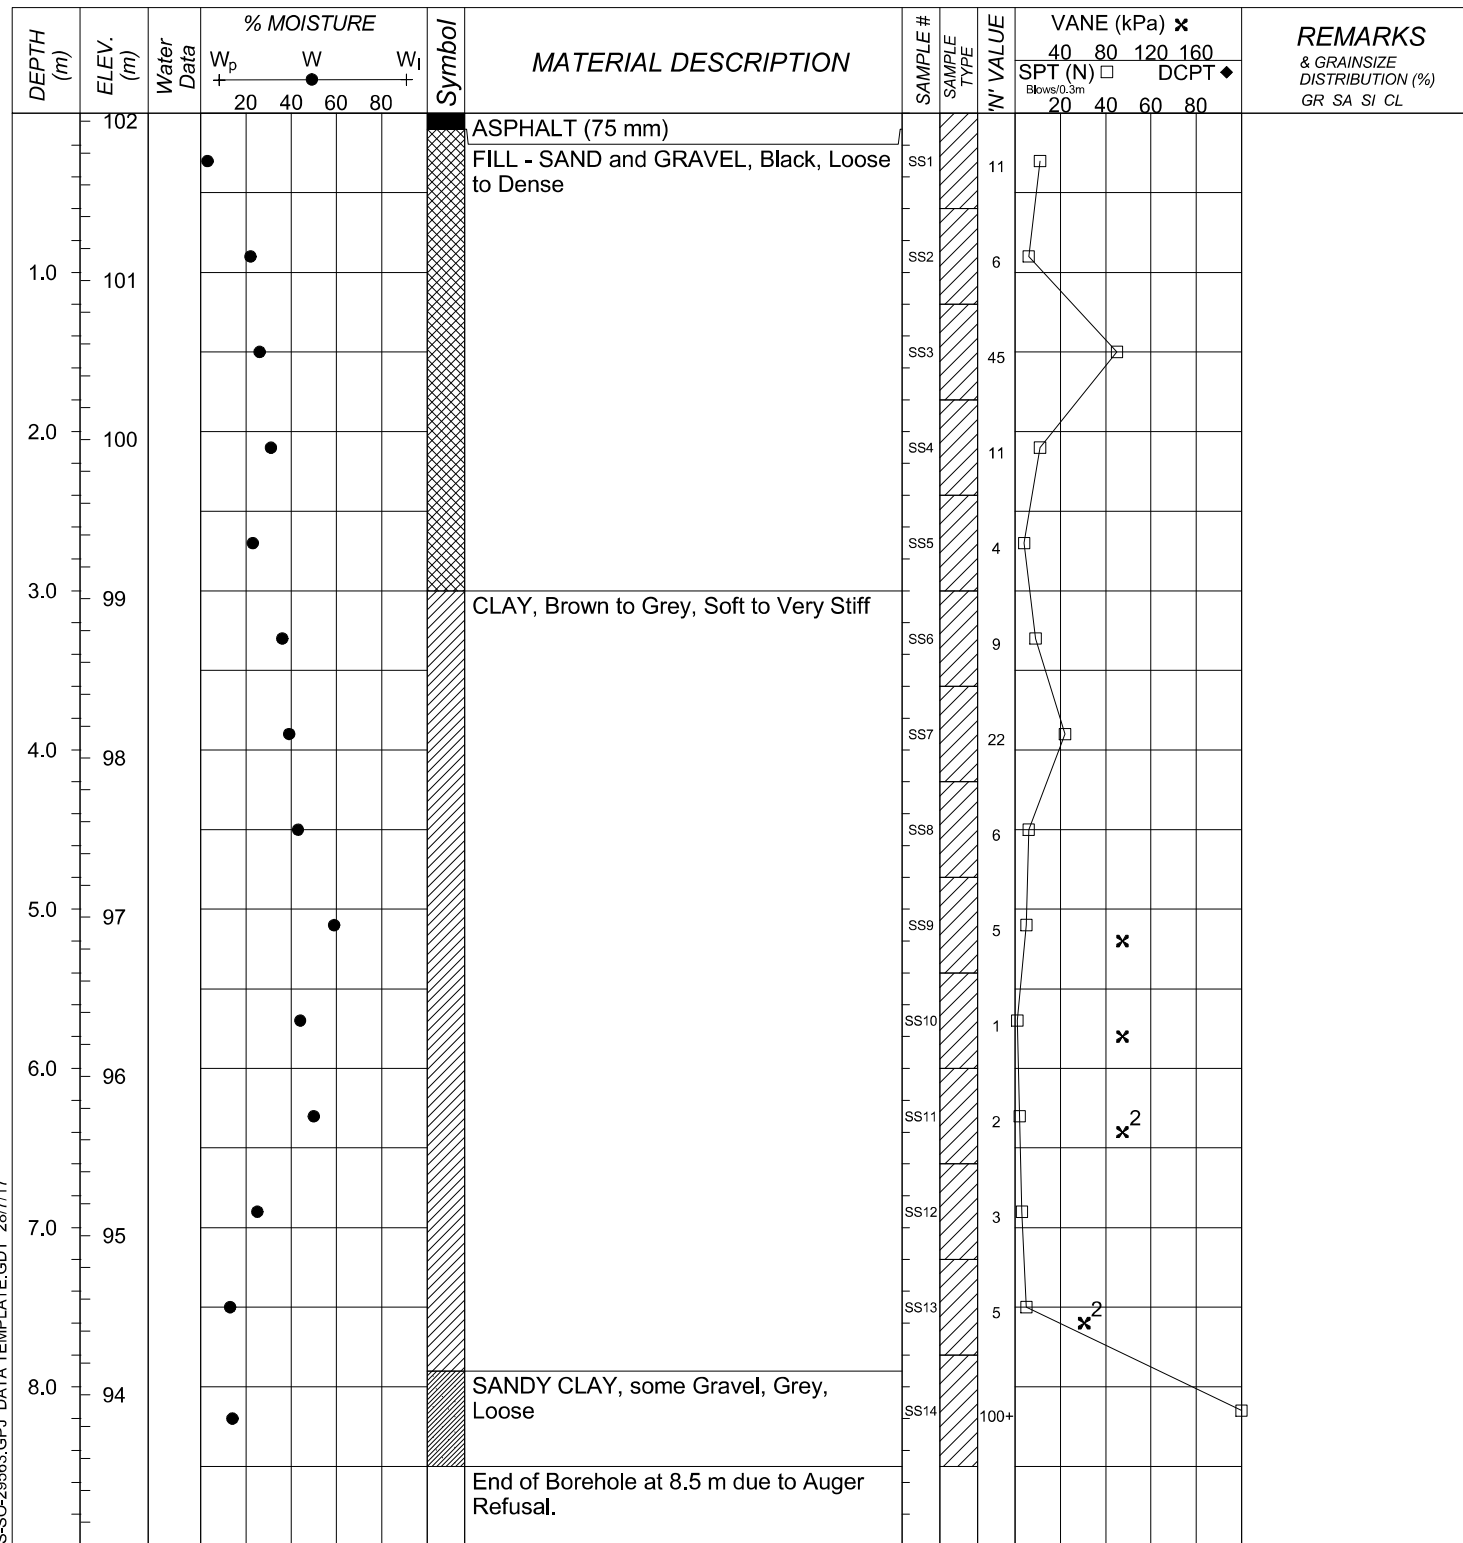 DEPTH (m)
ELEV. (m)
Water Data
% MOISTURE
Wp W Wl
20 40 60 80
Symbol
MATERIAL DESCRIPTION
SAMPLE #
SAMPLE TYPE
'N' VALUE
VANE (kPa)
40 80 120 160
SPT (N) DCPT
Blows/0.3m
20 40 60 80
REMARKS
& GRAINSIZE
DISTRIBUTION (%)
GR SA SI CL
102
ASPHALT (75 mm)
FILL - SAND and GRAVEL, Black, Loose
to Dense
SS1 11
SS2 6
1.0 101
SS3 45
2.0 100
SS4 11
SS5 4
3.0 99
CLAY, Brown to Grey, Soft to Very Stiff
SS6 9
SS7 22
4.0 98
SS8 6
5.0 97
SS9 5
SS10 1
6.0 96
SS11 2 2
SS12 3
7.0 95
SS13 5 2
8.0 94
SANDY CLAY, some Gravel, Grey,
Loose
SS14 100+
End of Borehole at 8.5 m due to Auger
Refusal.
DATA TEMPLATE.GDT